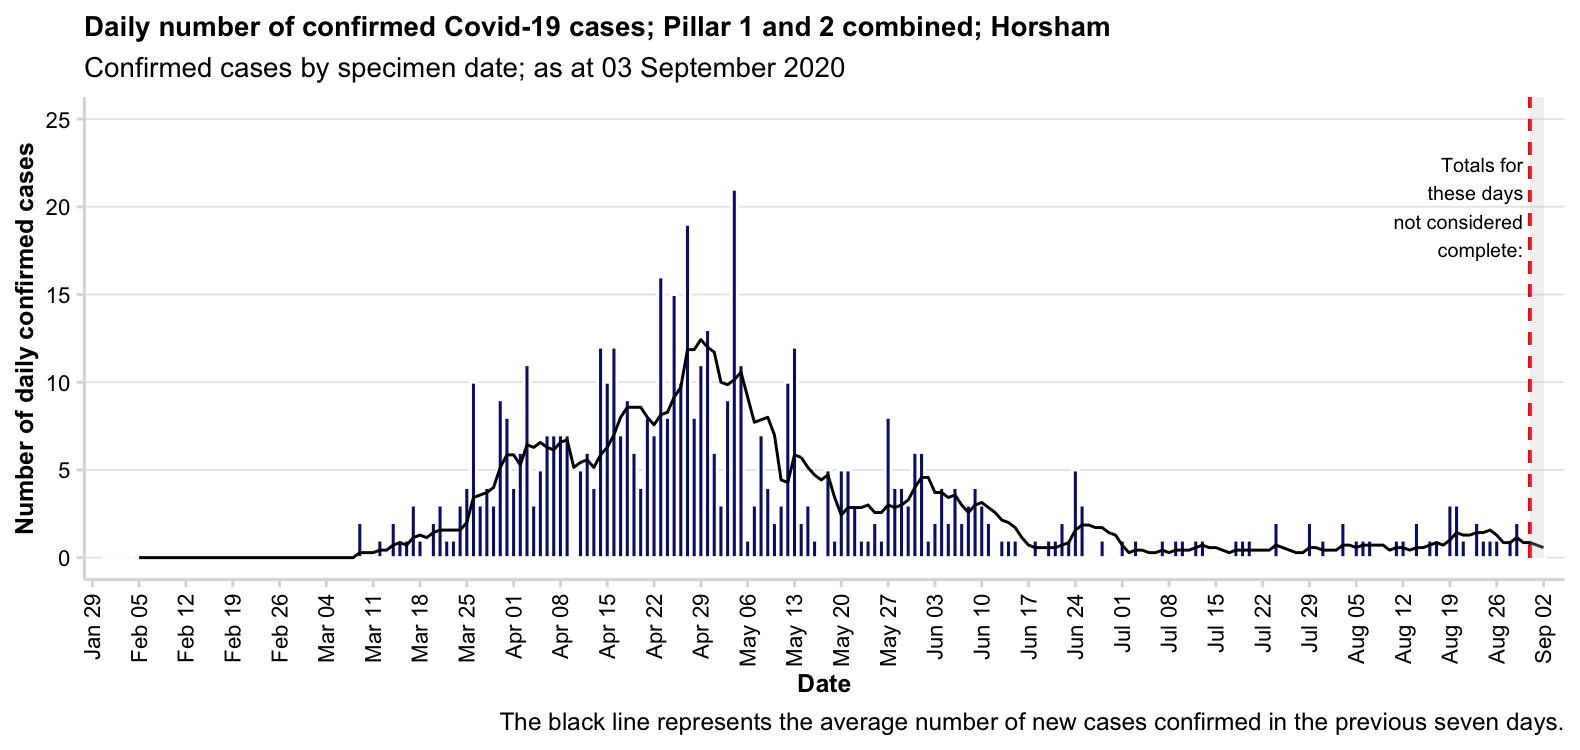 Daily number of confirmed Covid-19 cases; Pillar 1 and 2 combined; Horsham
Confirmed cases by specimen date; as at 03 September 2020
Number of daily confirmed cases
25
20
15
10
5
0
Totals for
these days
not considered
complete:
Jan 29
Feb 05
Feb 12
Feb 19
Feb 26
Mar 04
Mar 11
Mar 18
Mar 25
Apr 01
Apr 08
Apr 15
Apr 22
Apr 29
May 06
May 13
May 20
May 27
Jun 03
Jun 10
Jun 17
Jun 24
Jul 01
Jul 08
Jul 15
Jul 22
Jul 29
Aug 05
Aug 12
Aug 19
Aug 26
Sep 02
Date
The black line represents the average number of new cases confirmed in the previous seven days.